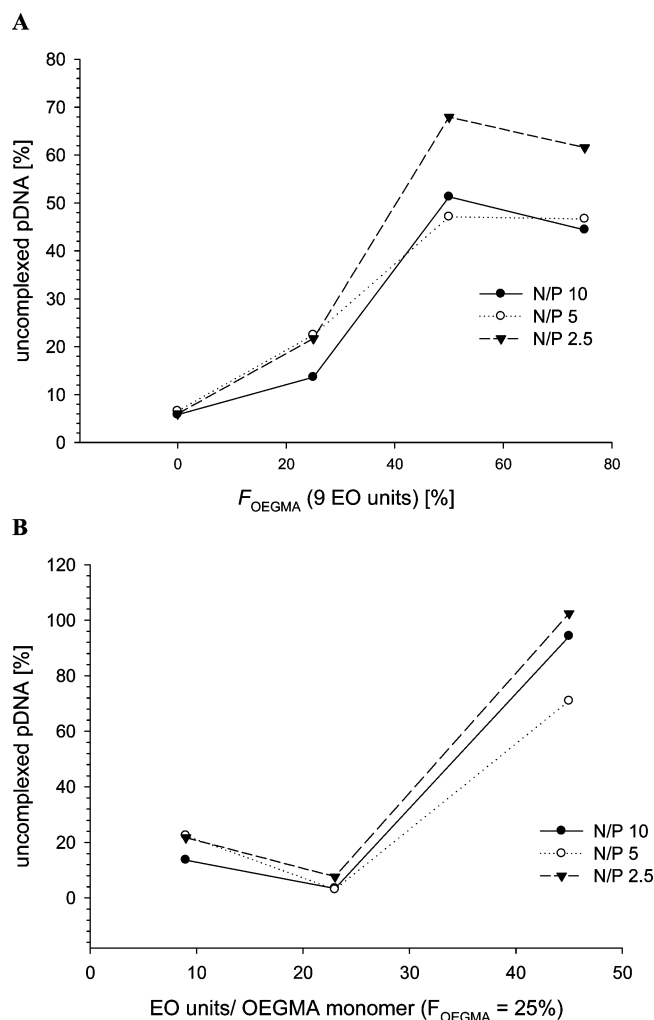 A
80
70
60
50
40
30
20
10
0
uncomplexed pDNA [%]
N/P 10
N/P 5
N/P 2.5
0 20 40 60 80
F OEGMA (9 EO units) [%]
B
120
100
80
60
40
20
0
uncomplexed pDNA [%]
N/P 10
N/P 5
N/P 2.5
0 10 20 30 40 50
EO units/ OEGMA monomer (F OEGMA = 25%)